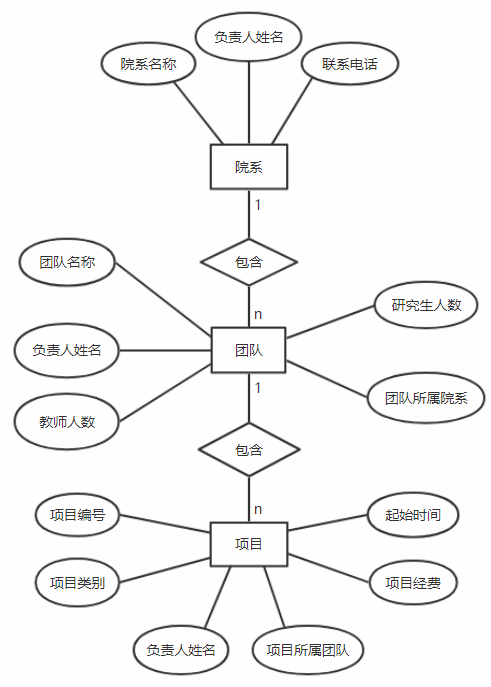 负责人姓名
院系名称
联系电话
院系
1
包含
团队名称
n
研究生人数
负责人姓名
团队
1
团队所属院系
教师人数
包含
n
项目编号
起始时间
项目
项目类别
项目经费
负责人姓名
项目所属团队